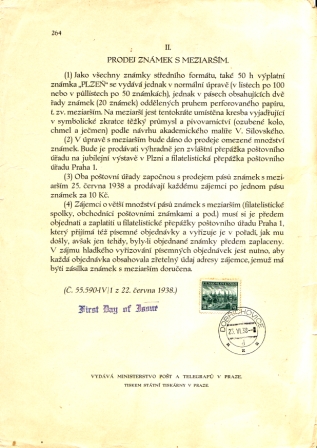 264
II.
PRODEJ ZNÁMEK S MEZIARŠÍM.
(1) Jako všechny známky středního formátu, také 50 h výplatní
známka „PLZEŇ" se vydává jednak v normální úpravě (v listech po 100
nebo v půllistech po 50 známkách), jednak v pasech obsahujících dvě
řady známek (20 známek) oddělených pruhem perforovaného papíru,
t. zv. meziarším. Na meziarší jest tentokráte umístěna kresba vyjadřující
v symbolické zkratce těžký průmysl a pivovarnictví (ozubené kolo,
chmel a ječmen) podle návrhu akademického malíře V. Silovského.
(2) V úpravě s meziarším bude dáno do prodeje omezené množství
známek. Bude je prodávati výhradně jen zvláštní přepážka poštovního
úřadu na jubilejní výstavě v Plzni a filatelistická přepážka poštovního
úřadu Praha 1.
(3) Oba poštovní úřady započnou s prodejem pásů známek s mezi-
aršim 25. června 1938 a prodávají každému zájemci po jednom pásu
známek za 10 Kč.
(4) Zájemci o větší množství pásů známek s meziarším (filatelistické
spolky, obchodníci poštovními známkami a pod.) musí si je předem
objednati a zaplatiti u filatelistické přepážky poštovního úřadu Praha 1,
který přijímá též písemné objednávky a vyřizuje je v pořadí, jak mu
došly, avšak jen tehdy, byly-li objednané známky předem zaplaceny.
V zájmu hladkého vyřizování písemných objednávek jest nutno, aby
každá objednávka obsahovala zřetelný údaj adresy zájemce, jemuž má
býti zásilka známek s meziarším doručena.
(Č. 55.590-IV/1 z 22. června 1938.)
First Day of Issue
DOBŘICHOVICE
VYDÁVÁ MINISTERSTVO POŠT A TELEGRAFŮ V PRAZE.
TISKEM STÁTNÍ TISKÁRNY V PRAZE.